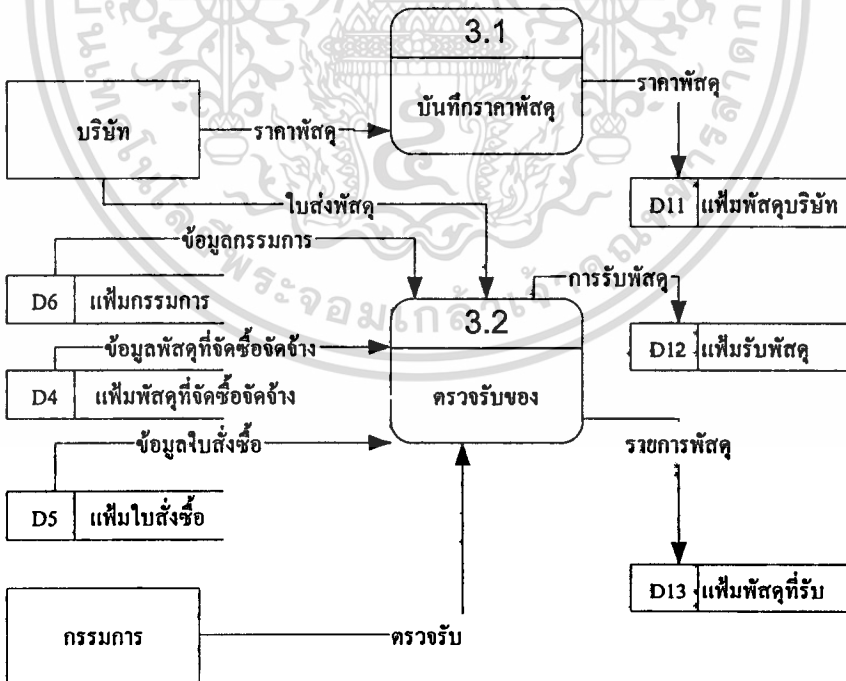 3.1
บันทึกราคาพัสดุ
ราคาพัสดุ
บริษัท
ราคาพัสดุ
D11 แฟ้มพัสดุบริษัท
ใบส่งพัสดุ
ข้อมูลกรรมการ
D6 แฟ้มกรรมการ
การรับพัสดุ
3.2
ตรวจรับของ
D12 แฟ้มรับพัสดุ
ข้อมูลพัสดุที่จัดซื้อจัดจ้าง
D4 แฟ้มพัสดุที่จัดซื้อจัดจ้าง
ข้อมูลใบสั่งซื้อ
รายการพัสดุ
D5 แฟ้มใบสั่งซื้อ
D13 แฟ้มพัสดุที่รับ
กรรมการ
ตรวจรับ